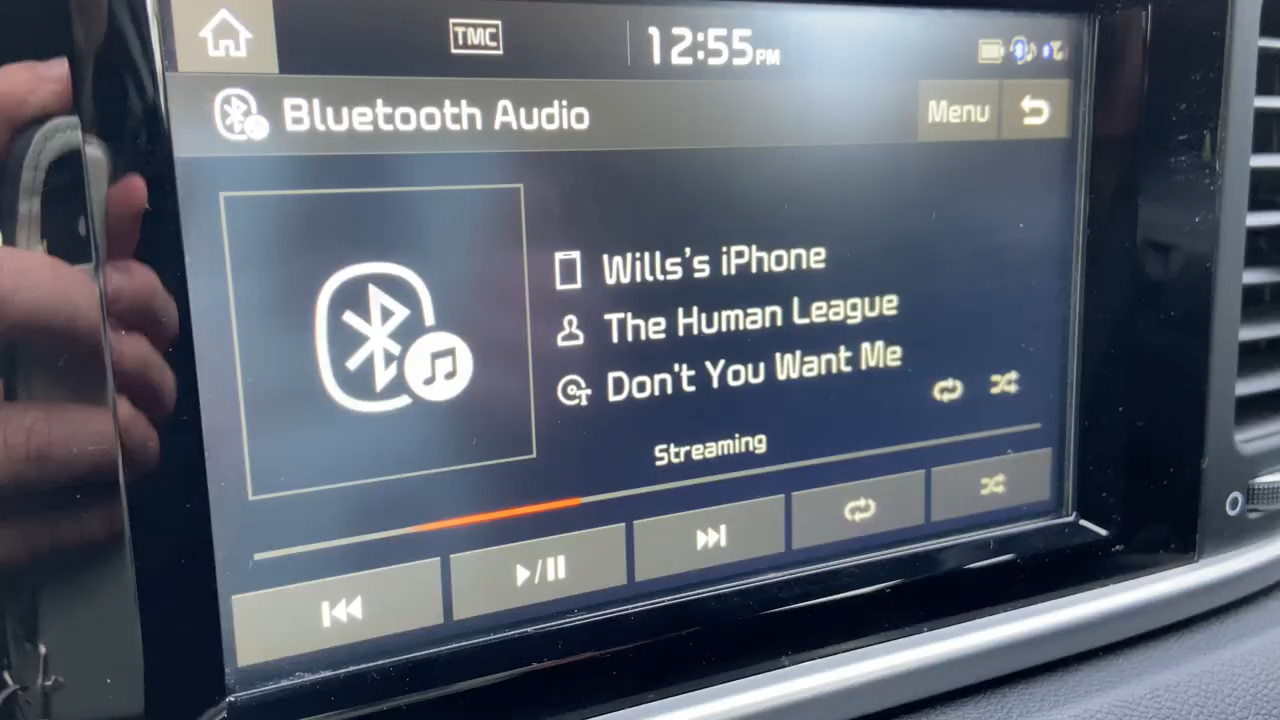 TMC
12:55PM
Bluetooth Audio
Menu
Wills's iPhone
The Human League
Don't You Want Me
Streaming